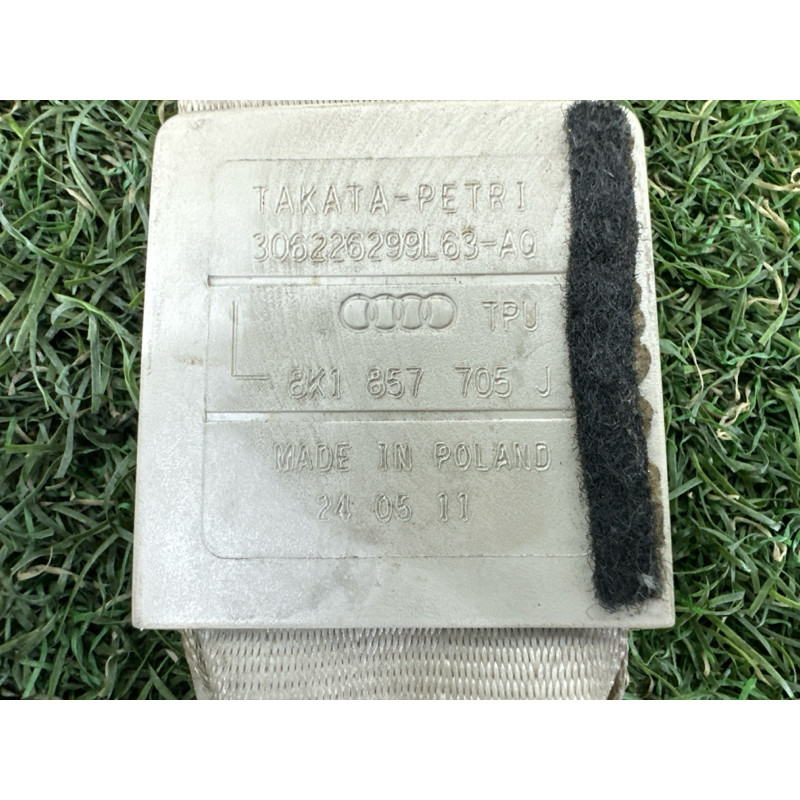 TAKATA-PETRI
306226299L63-AQ
TPU
L
8K1 857 705 J
MADE IN POLAND
24 05 11